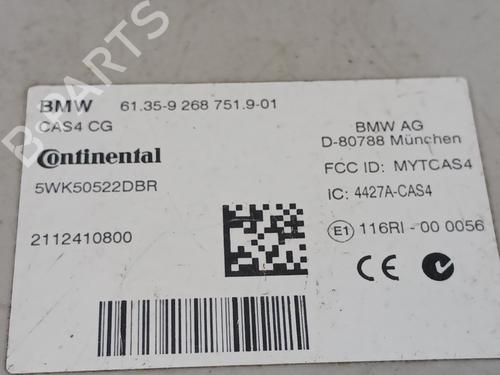 B-PARTS
BMW 61.35-9 268 751.9-01
CAS4 CG
Continental
5WK50522DBR
2112410800
BMW AG
D-80788 München
FCC ID: MYTCAS4
IC: 4427A-CAS4
E1 116RI - 00 0056
CE